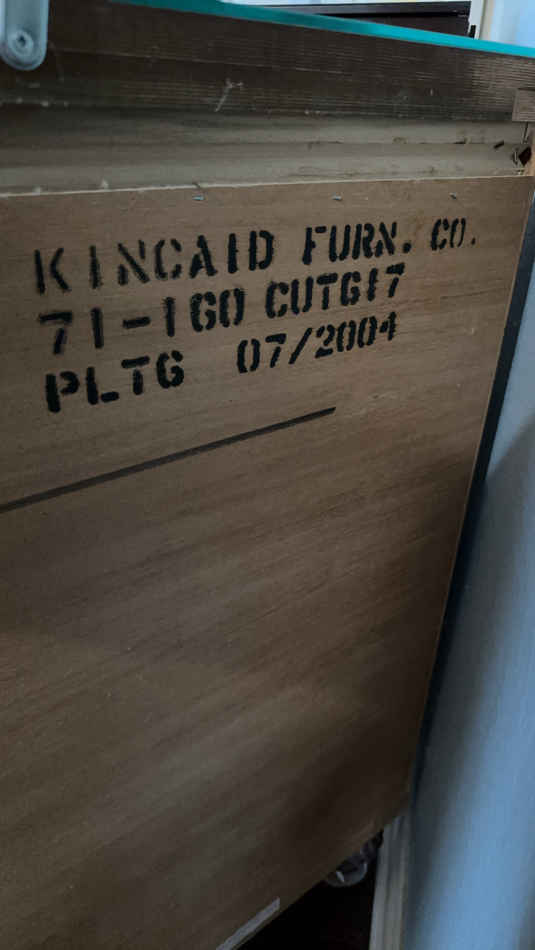 KINCAID FURN. CO.
71-160 CUTG17
PLTG 07/2004